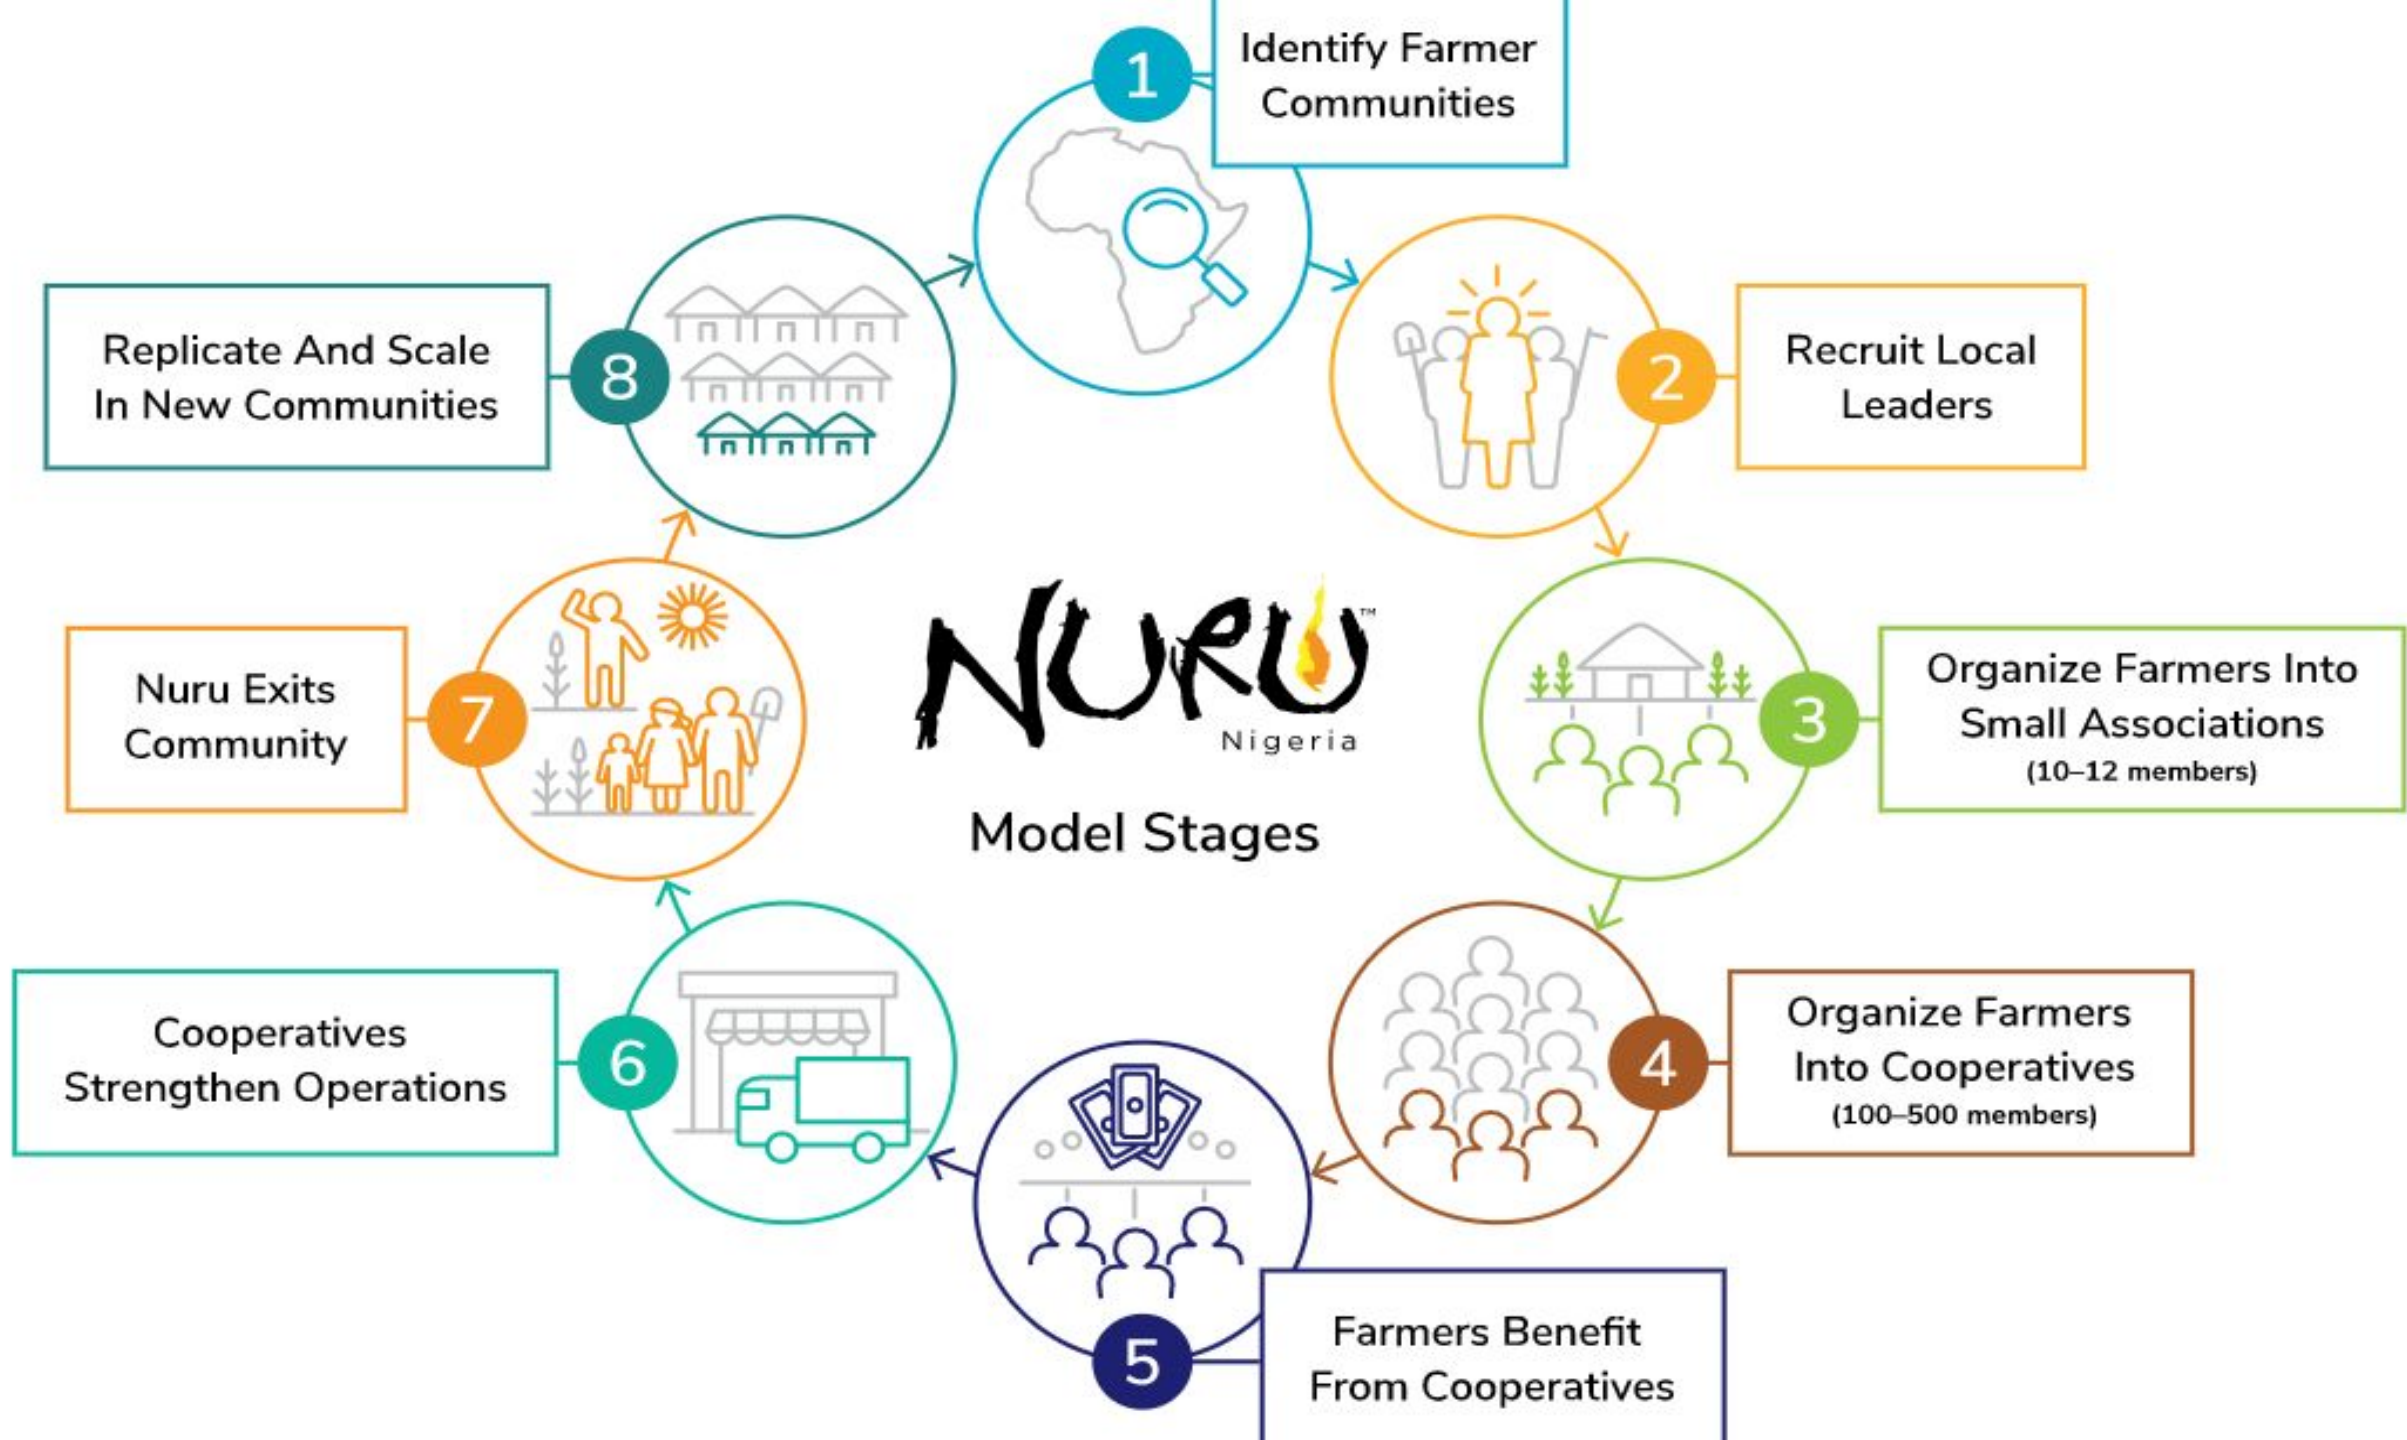 1
Identify Farmer
Communities
2
Recruit Local
Leaders
3
Organize Farmers Into
Small Associations
(10–12 members)
4
Organize Farmers
Into Cooperatives
(100–500 members)
5
Farmers Benefit
From Cooperatives
6
Cooperatives
Strengthen Operations
7
Nuru Exits
Community
8
Replicate And Scale
In New Communities
NURU™
Nigeria
Model Stages